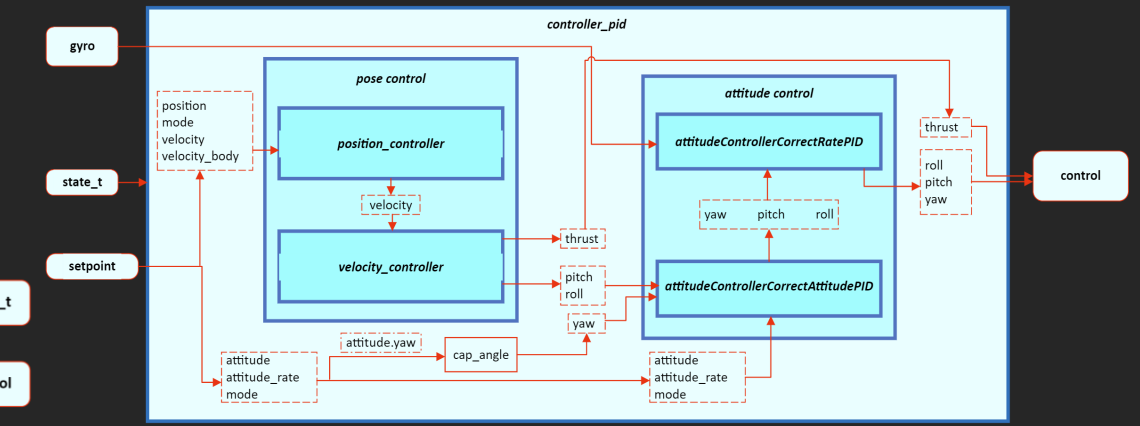 controller_pid
gyro
pose control
attitude control
position
mode
velocity
velocity_body
position_controller
attitudeControllerCorrectRatePID
thrust
roll
pitch
yaw
control
state_t
velocity
yaw pitch roll
setpoint
velocity_controller
thrust
pitch
roll
attitudeControllerCorrectAttitudePID
_t
yaw
attitude.yaw
cap_angle
attitude
attitude_rate
mode
attitude
attitude_rate
mode
ol